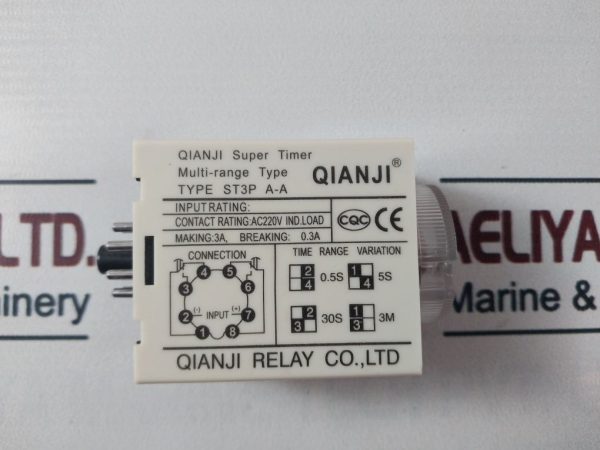 QIANJI Super Timer
Multi-range Type
TYPE ST3P A-A
QIANJI®
INPUT RATING:
CONTACT RATING:AC220V IND.LOAD
MAKING:3A, BREAKING: 0.3A
CQC CE
CONNECTION
4 5
3 6
2 (-) INPUT (+) 7
1 8
TIME RANGE VARIATION
2 4 0.5S 1 4 5S
2 3 30S 1 3 3M
QIANJI RELAY CO.,LTD
LTD.
AELIYA
hinery
Marine &